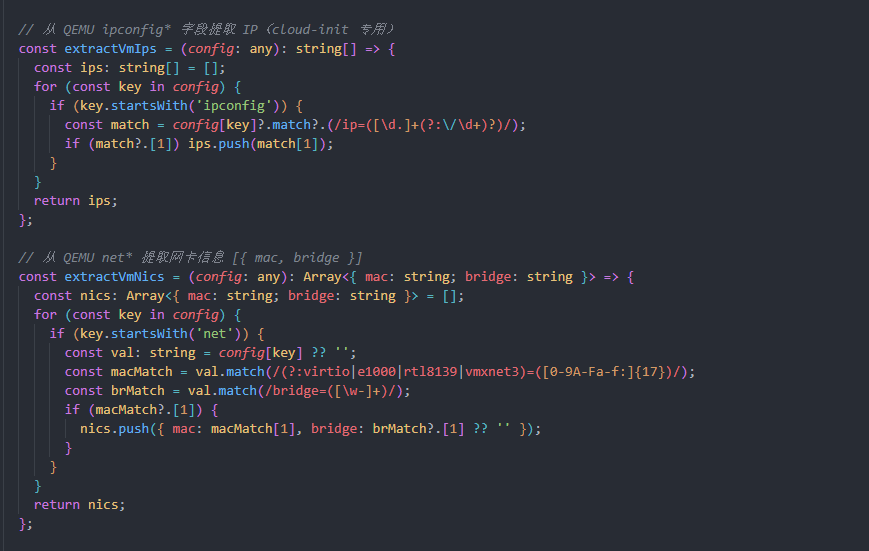 // 从 QEMU ipconfig* 字段提取 IP（cloud-init 专用）
const extractVmIps = (config: any): string[] => {
  const ips: string[] = [];
  for (const key in config) {
    if (key.startsWith('ipconfig')) {
      const match = config[key]?.match?.(/ip=([\d.]+(?:\/\d+)?)/);
      if (match?.[1]) ips.push(match[1]);
    }
  }
  return ips;
};

// 从 QEMU net* 提取网卡信息 [{ mac, bridge }]
const extractVmNics = (config: any): Array<{ mac: string; bridge: string }> => {
  const nics: Array<{ mac: string; bridge: string }> = [];
  for (const key in config) {
    if (key.startsWith('net')) {
      const val: string = config[key] ?? '';
      const macMatch = val.match(/(?:virtio|e1000|rtl8139|vmxnet3)=([0-9A-Fa-f:]{17})/);
      const brMatch = val.match(/bridge=([\w-]+)/);
      if (macMatch?.[1]) {
        nics.push({ mac: macMatch[1], bridge: brMatch?.[1] ?? '' });
      }
    }
  }
  return nics;
};